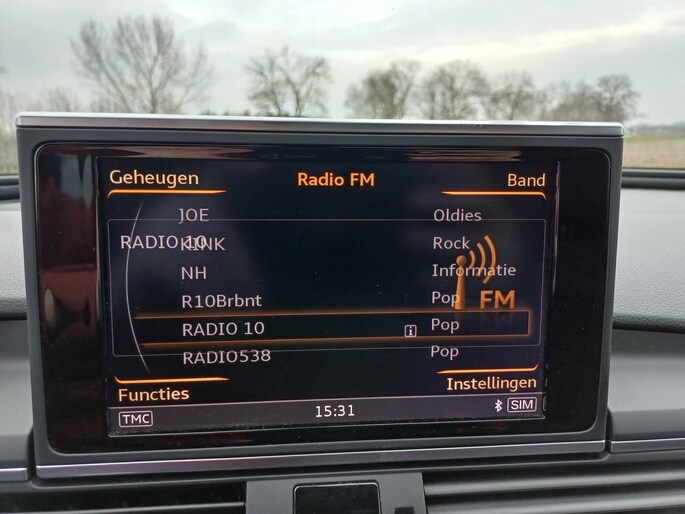 Geheugen Radio FM Band
JOE Oldies
RADIO 10
KINK Rock
NH Informatie
R10Brbnt Pop
FM
RADIO 10 i Pop
RADIO538 Pop
Functies Instellingen
TMC 15:31 SIM